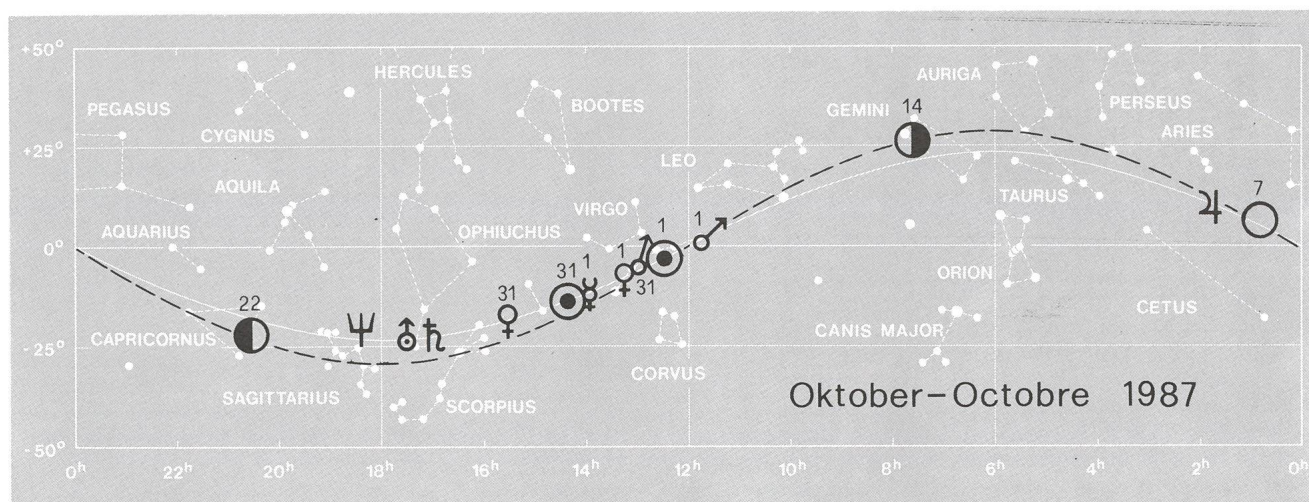 +50°
HERCULES
AURIGA
PEGASUS
BOOTES
GEMINI
14
PERSEUS
CYGNUS
ARIES
+25°
LEO
AQUILA
TAURUS
7
VIRGO
1
1
AQUARIUS
OPHIUCHUS
0°
1
31
1
31
ORION
22
31
CETUS
CAPRICORNUS
CANIS MAJOR
-25°
CORVUS
SAGITTARIUS
SCORPIUS
Oktober–Octobre 1987
-50°
0h 22h 20h 18h 16h 14h 12h 10h 8h 6h 4h 2h 0h